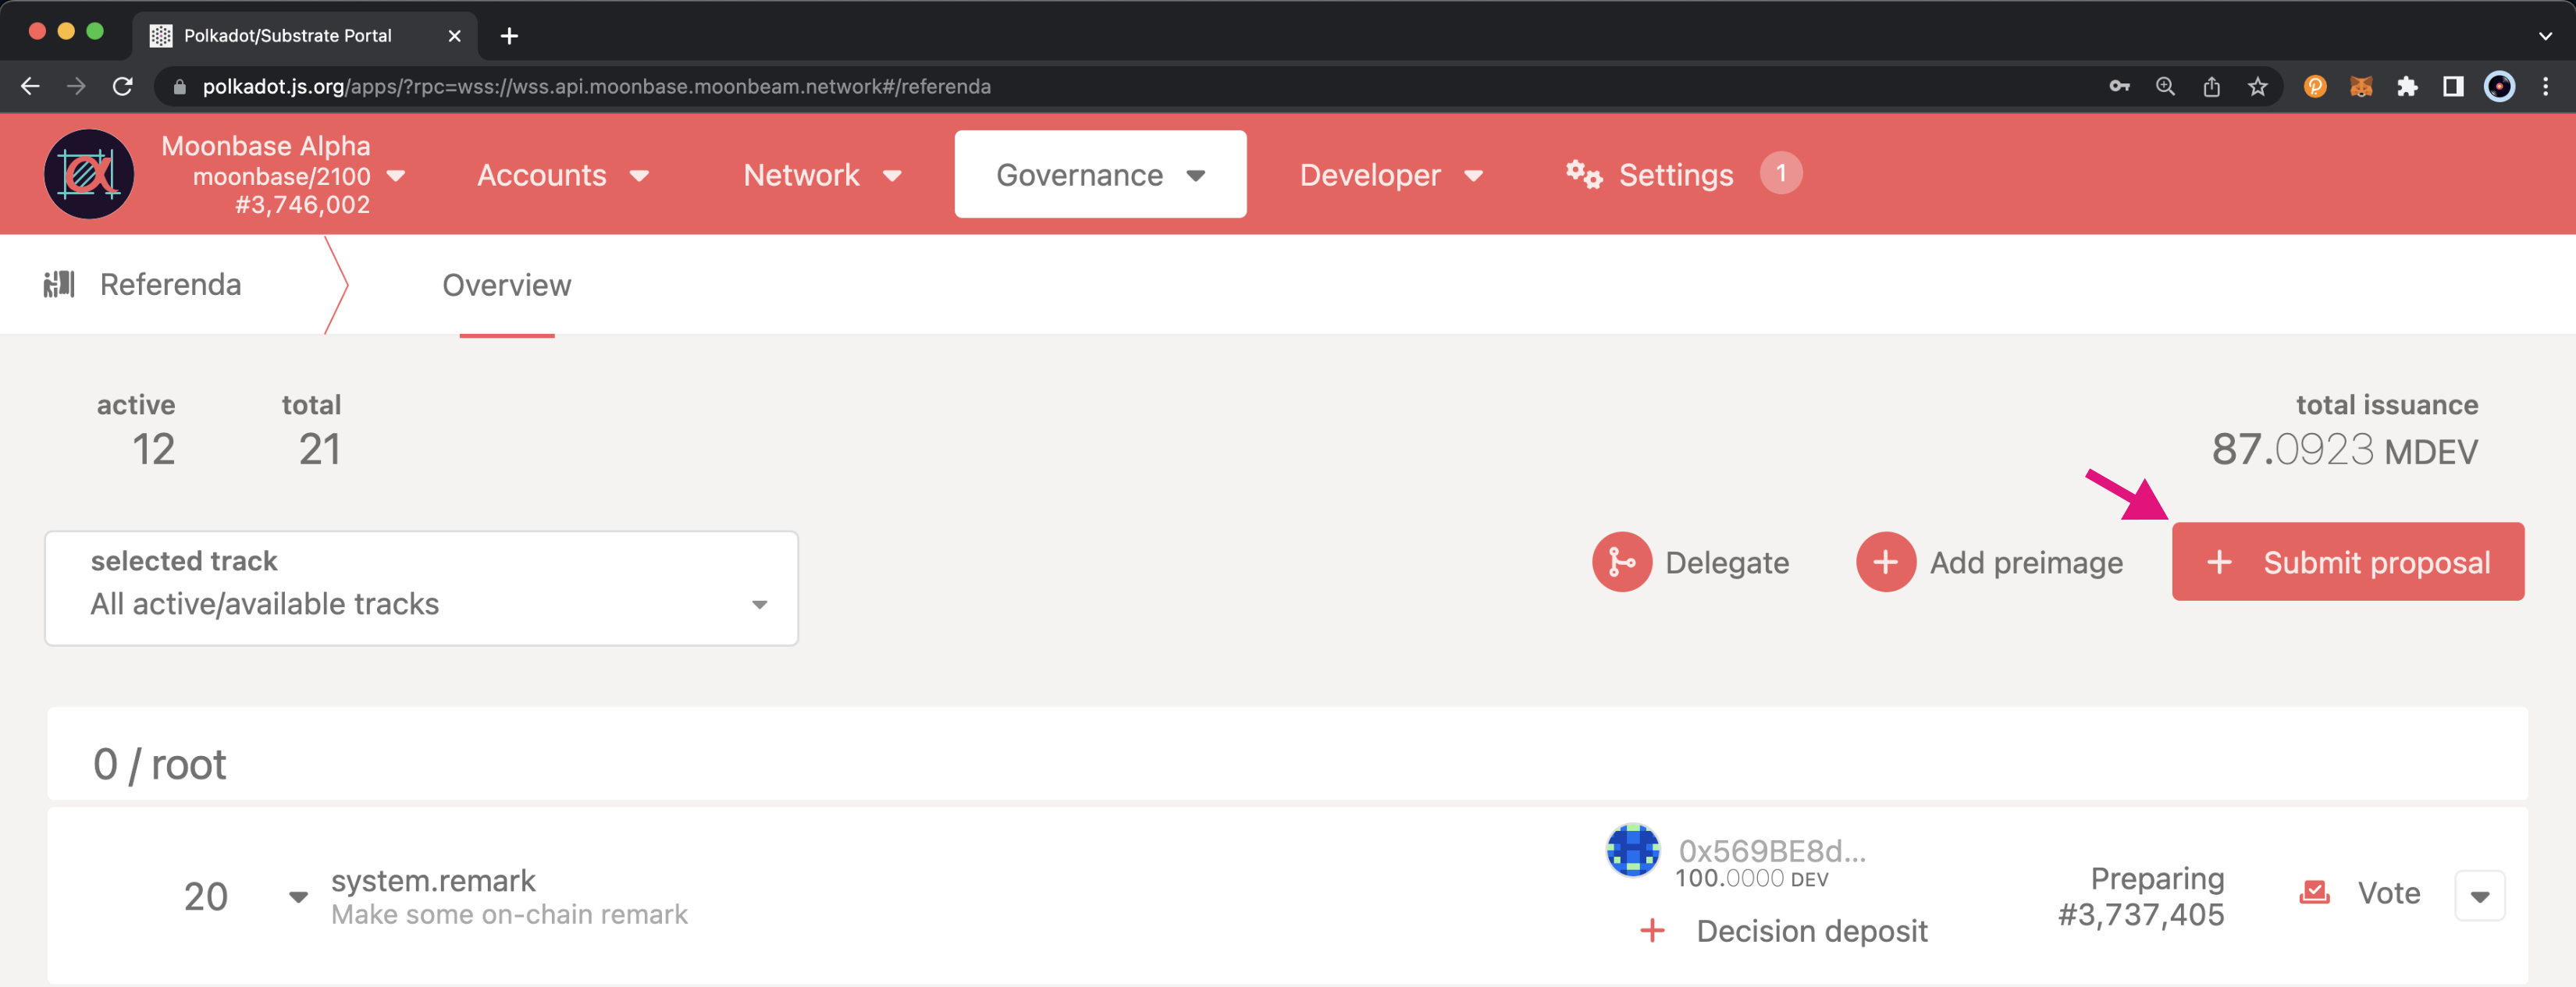 Polkadot/Substrate Portal
polkadot.js.org/apps/?rpc=wss://wss.api.moonbase.moonbeam.network#/referenda
Moonbase Alpha
moonbase/2100
#3,746,002
Accounts
Network
Governance
Developer
Settings
1
Referenda
Overview
active
12
total
21
total issuance
87.0923 MDEV
selected track
All active/available tracks
Delegate
+ Add preimage
+ Submit proposal
0 / root
20
system.remark
Make some on-chain remark
0x569BE8d...
100.0000 DEV
+ Decision deposit
Preparing
#3,737,405
Vote